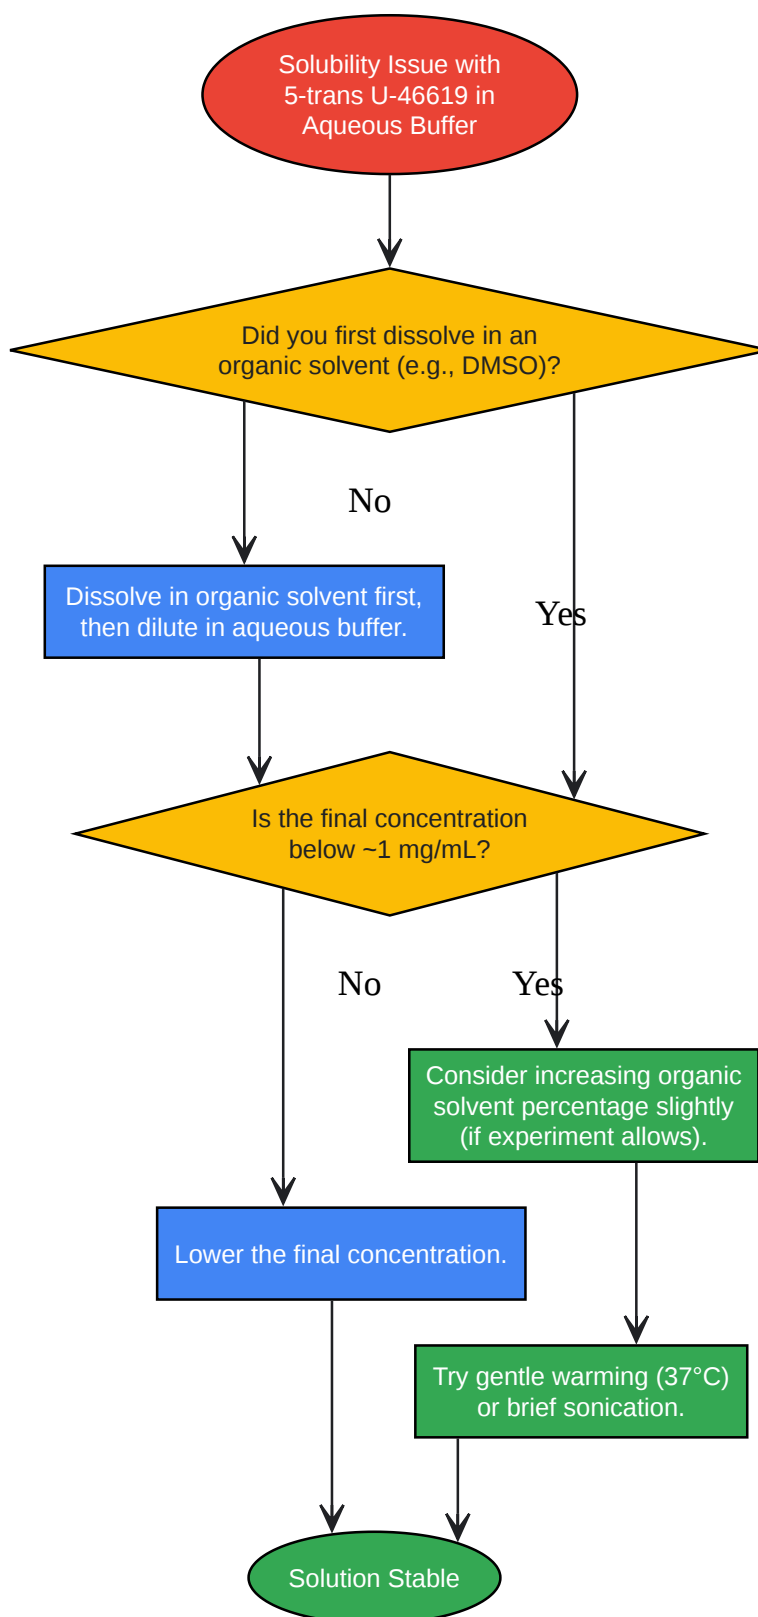 Solubility Issue with
5-trans U-46619 in
Aqueous Buffer
Did you first dissolve in an
organic solvent (e.g., DMSO)?
No
Dissolve in organic solvent first,
then dilute in aqueous buffer.
Yes
Is the final concentration
below ~1 mg/mL?
No
Yes
Consider increasing organic
solvent percentage slightly
(if experiment allows).
Lower the final concentration.
Try gentle warming (37°C)
or brief sonication.
Solution Stable